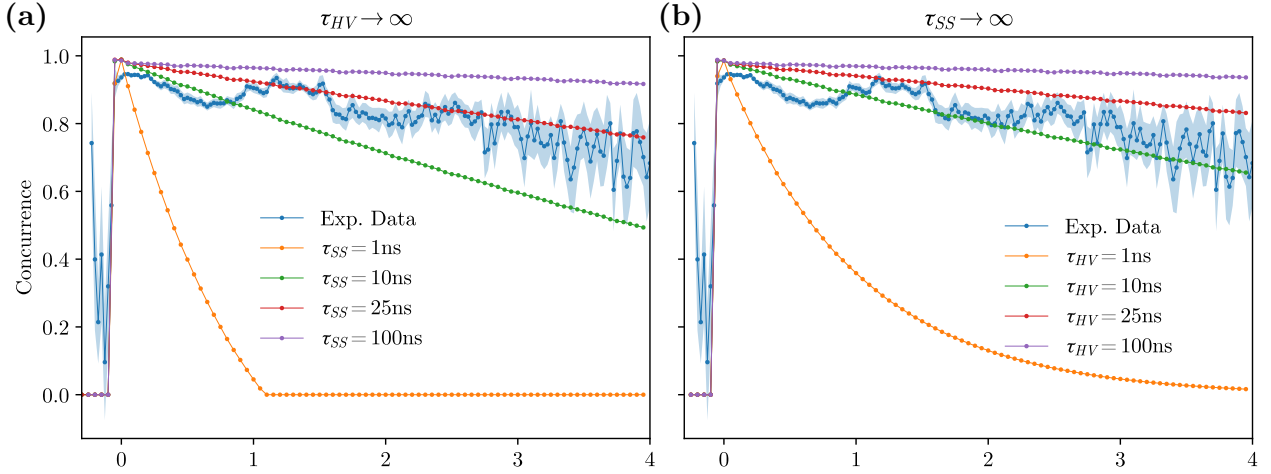 (a)
τHV → ∞
1.0
0.8
0.6
0.4
0.2
0.0
Concurrence
Exp. Data
τSS = 1ns
τSS = 10ns
τSS = 25ns
τSS = 100ns
0 1 2 3 4
(b)
τSS → ∞
Exp. Data
τHV = 1ns
τHV = 10ns
τHV = 25ns
τHV = 100ns
0 1 2 3 4